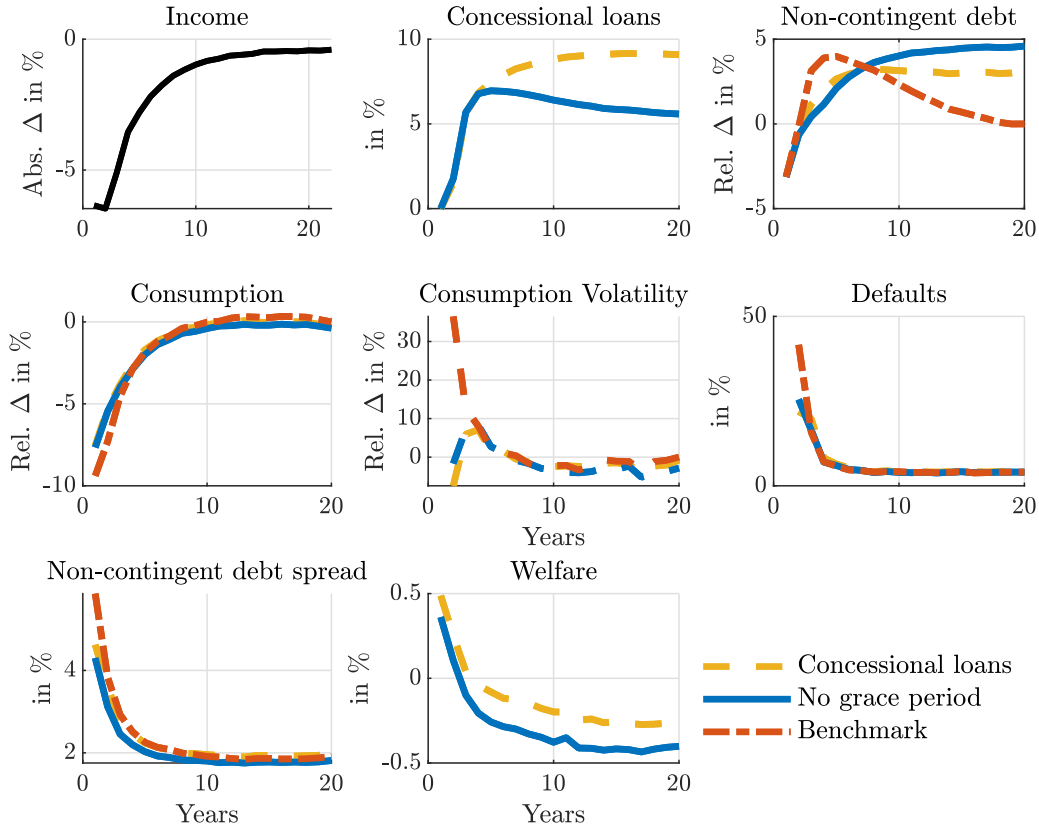 Income
Concessional loans
Non-contingent debt
Abs. Δ in %
0
-5
0 10 20
in %
10
5
0
0 10 20
Rel. Δ in %
5
0
-5
0 10 20
Consumption
Consumption Volatility
Defaults
Rel. Δ in %
0
-5
-10
0 10 20
Rel. Δ in %
30
20
10
0
0 10 20
Years
in %
50
0
0 10 20
Non-contingent debt spread
Welfare
in %
4
2
0 10 20
Years
in %
0.5
0
-0.5
0 10 20
Years
Concessional loans
No grace period
Benchmark